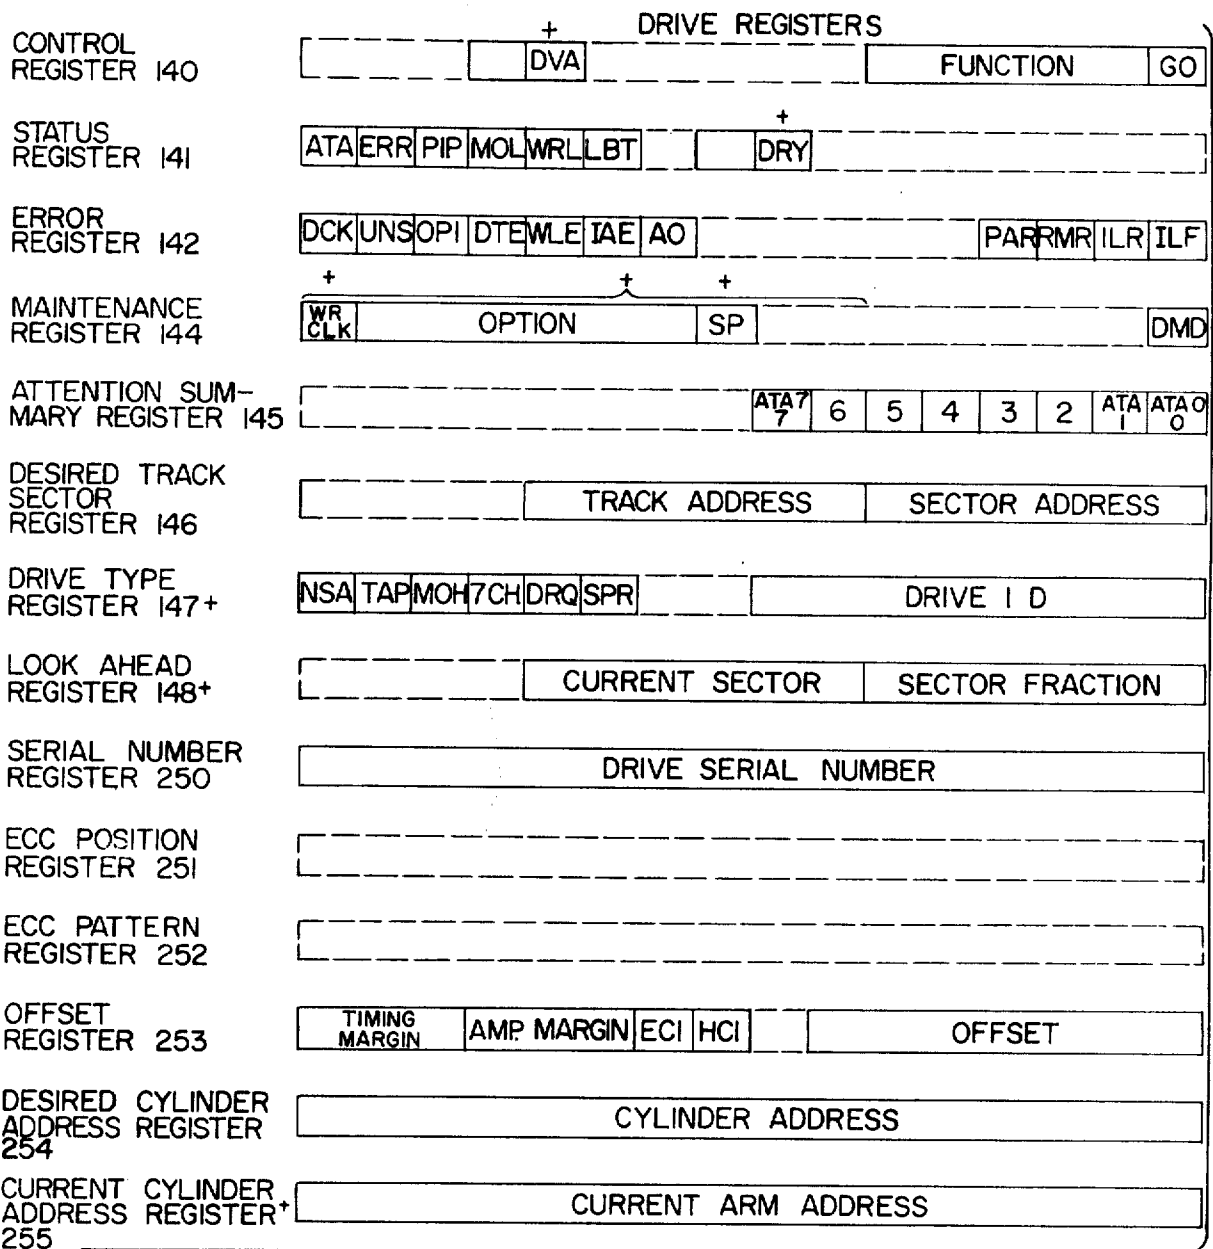 DRIVE REGISTERS
CONTROL
REGISTER 140
+
DVA FUNCTION GO
STATUS
REGISTER 141
+
ATA ERR PIP MOL WRL LBT DRY
ERROR
REGISTER 142
DCK UNS OPI DTE WLE IAE AO PAR RMR ILR ILF
MAINTENANCE
REGISTER 144
+ + +
WR
CLK OPTION SP DMD
ATTENTION SUM-
MARY REGISTER 145
ATA7
7 6 5 4 3 2 ATA
1 ATA0
0
DESIRED TRACK
SECTOR
REGISTER 146
TRACK ADDRESS SECTOR ADDRESS
DRIVE TYPE
REGISTER 147+
NSA TAP MOH 7CH DRQ SPR DRIVE I D
LOOK AHEAD
REGISTER 148+
CURRENT SECTOR SECTOR FRACTION
SERIAL NUMBER
REGISTER 250
DRIVE SERIAL NUMBER
ECC POSITION
REGISTER 251
ECC PATTERN
REGISTER 252
OFFSET
REGISTER 253
TIMING
MARGIN AMP. MARGIN ECI HCI OFFSET
DESIRED CYLINDER
ADDRESS REGISTER
254
CYLINDER ADDRESS
CURRENT CYLINDER
ADDRESS REGISTER+
255
CURRENT ARM ADDRESS